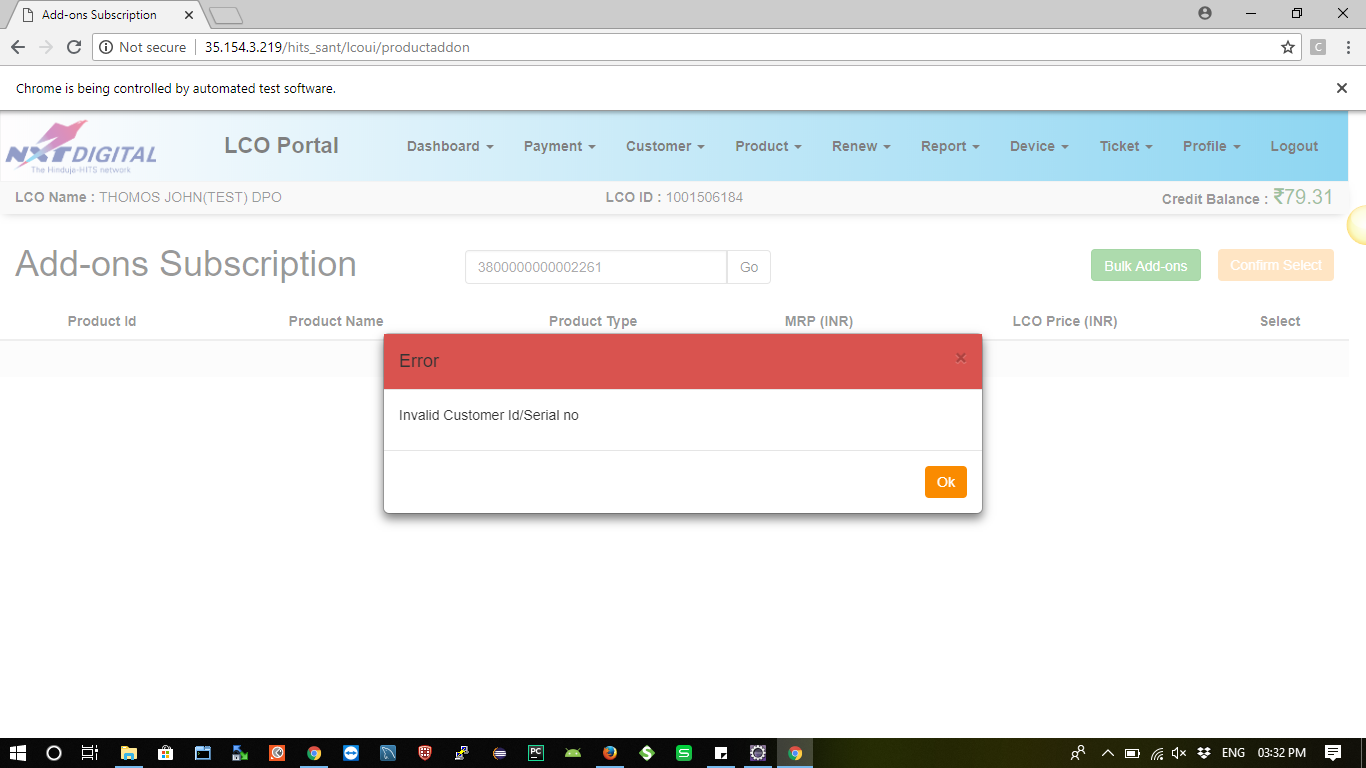 Add-ons Subscription
Not secure 35.154.3.219/hits_sant/lcoui/productaddon
C
Chrome is being controlled by automated test software.
NXT DIGITAL
The Hinduja-HITS network
LCO Portal
Dashboard Payment Customer Product Renew Report Device Ticket Profile Logout
LCO Name : THOMOS JOHN(TEST) DPO LCO ID : 1001506184 Credit Balance : ₹79.31
Add-ons Subscription 3800000000002261 Go Bulk Add-ons Confirm Select
Product Id Product Name Product Type MRP (INR) LCO Price (INR) Select
Error ×
Invalid Customer Id/Serial no
Ok
PC S S ENG 03:32 PM